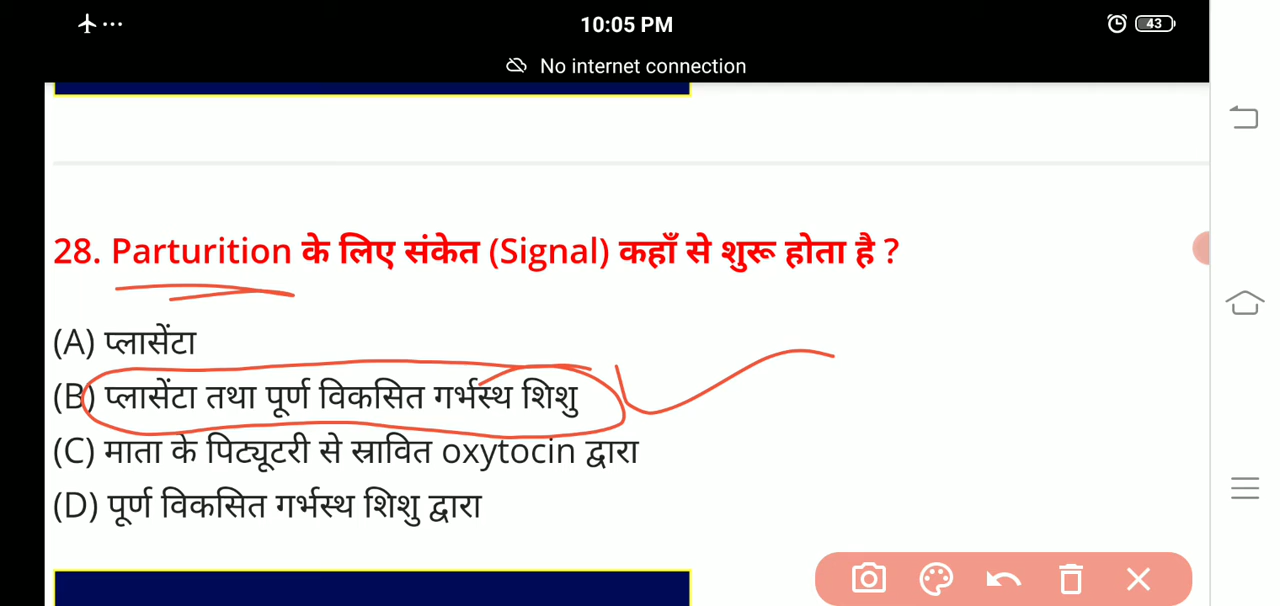 10:05 PM
43
No internet connection
28. Parturition के लिए संकेत (Signal) कहाँ से शुरू होता है ?
(A) प्लासेंटा
(B) प्लासेंटा तथा पूर्ण विकसित गर्भस्थ शिशु
(C) माता के पिट्यूटरी से स्रावित oxytocin द्वारा
(D) पूर्ण विकसित गर्भस्थ शिशु द्वारा